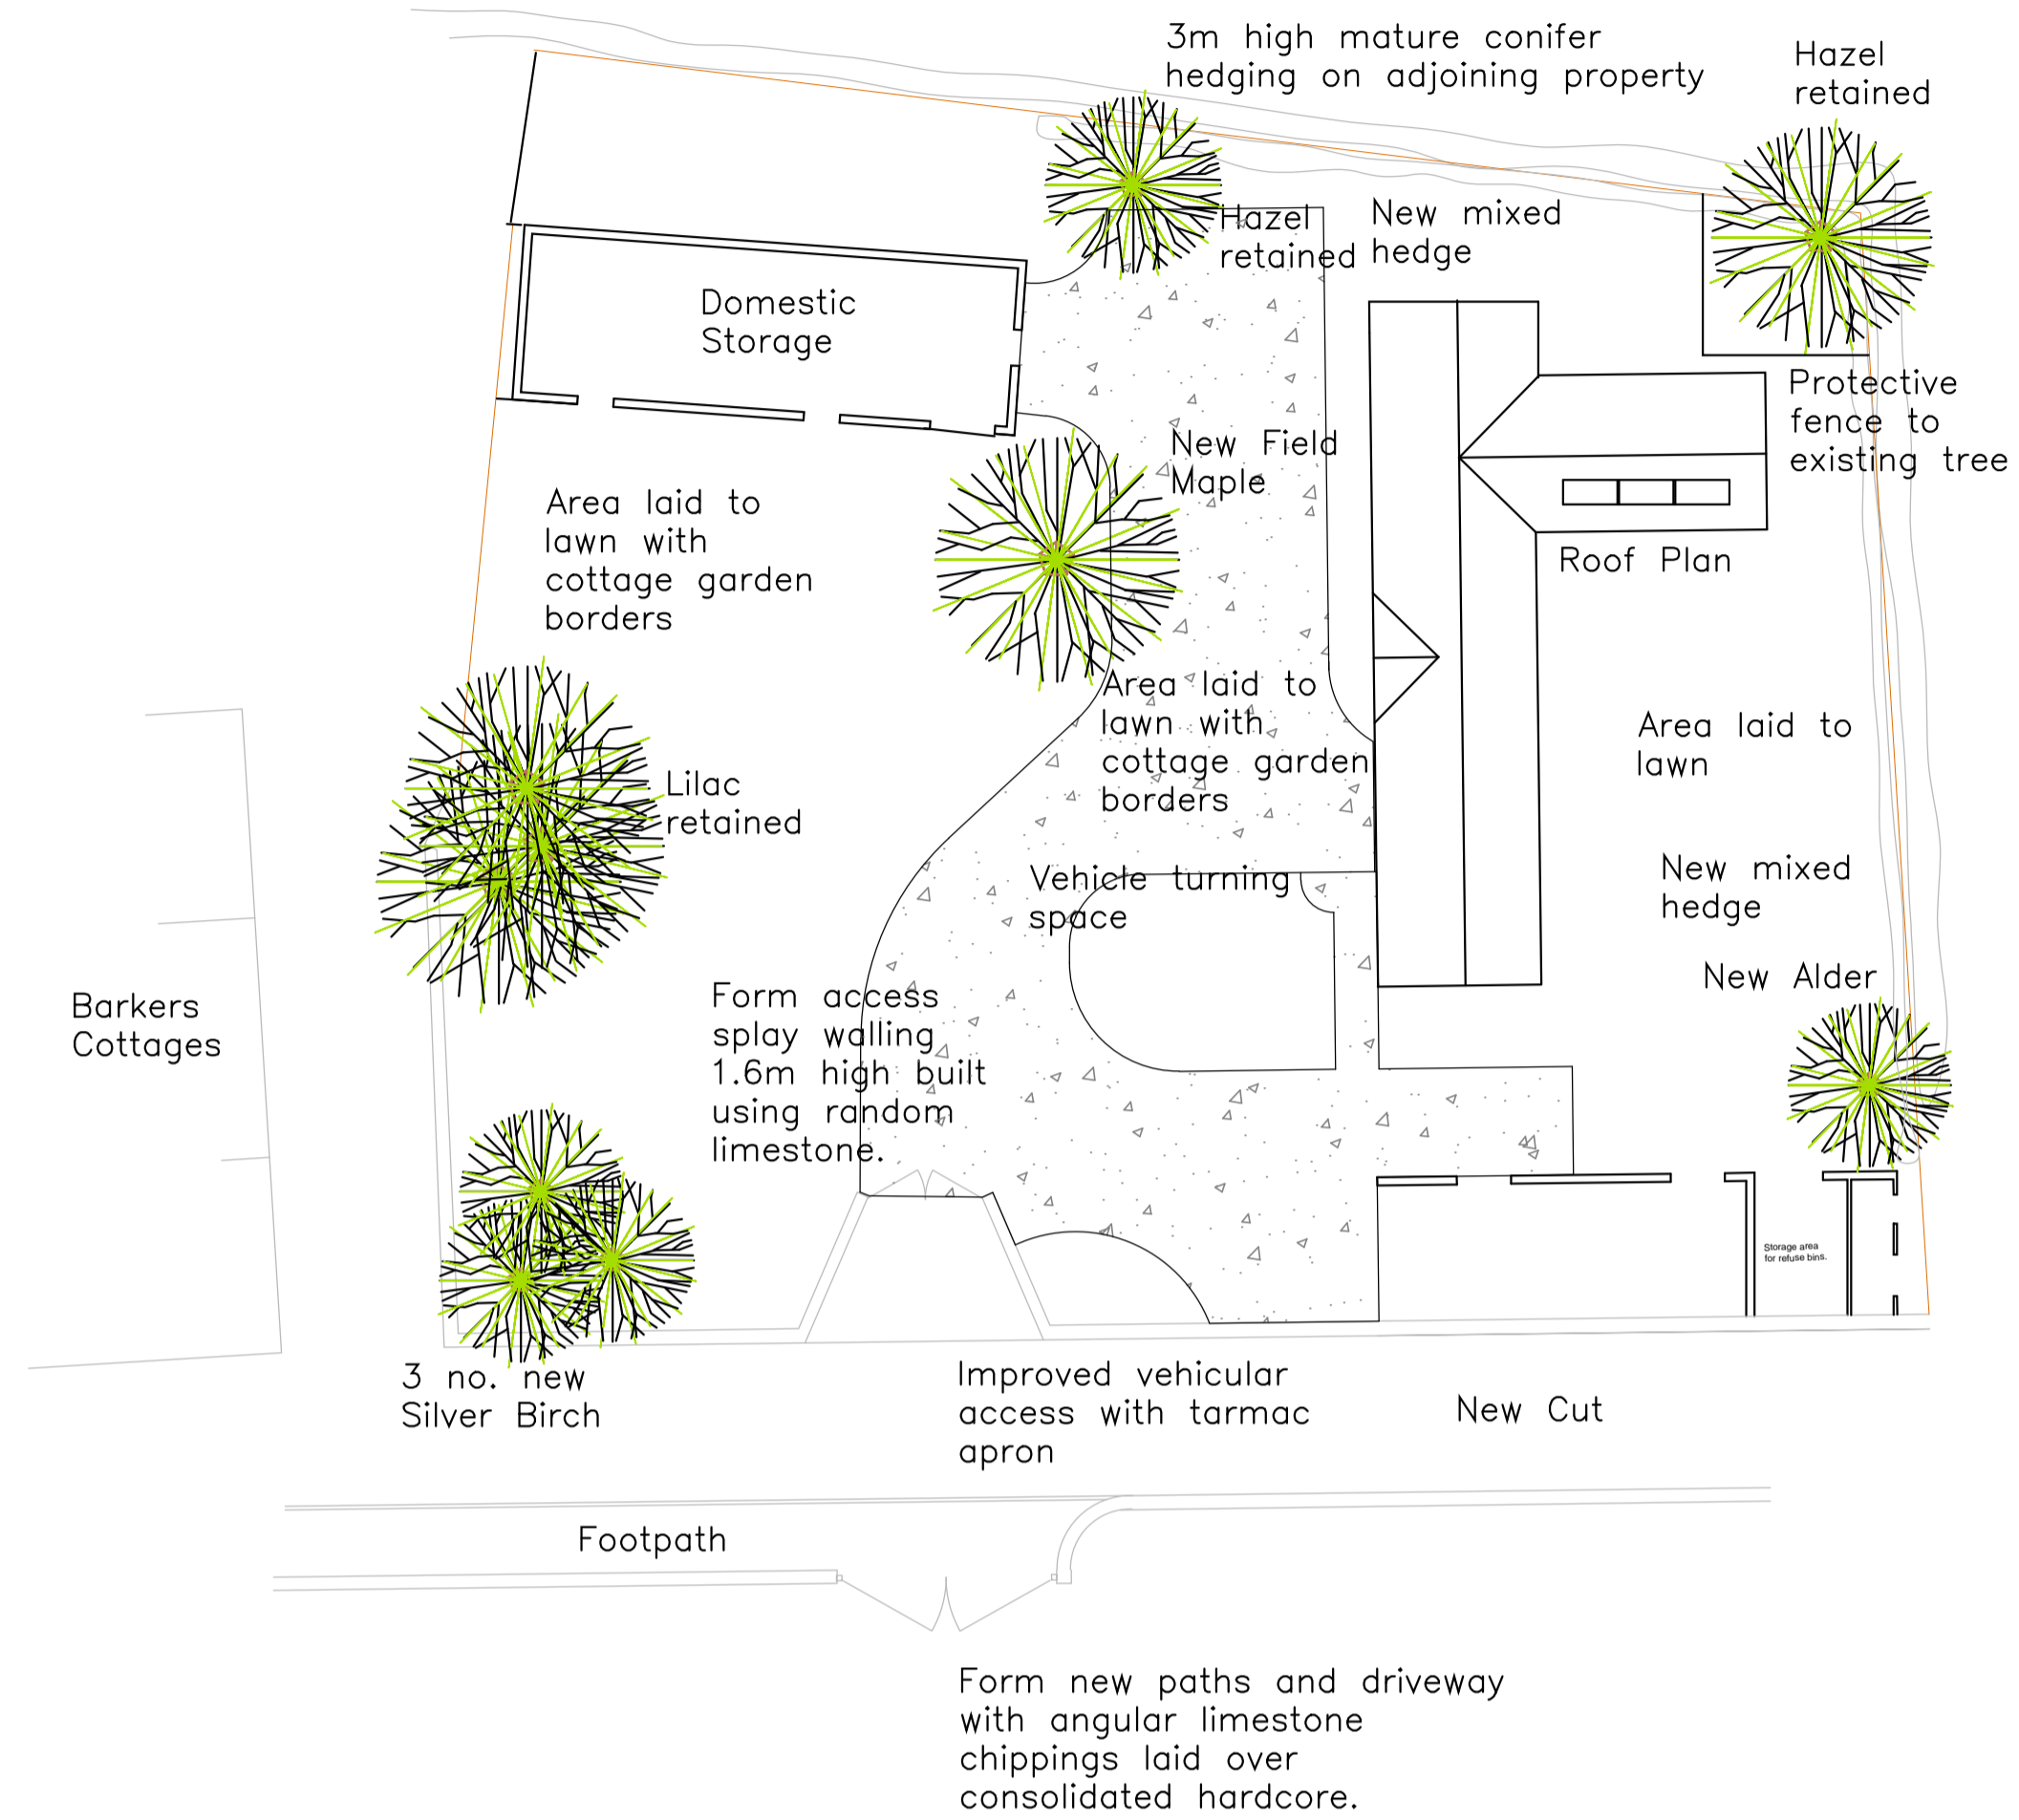 3m high mature conifer
hedging on adjoining property
Hazel
retained
Hazel
retained
New mixed
hedge
Domestic
Storage
Protective
fence to
existing tree
New Field
Maple
Area laid to
lawn with
cottage garden
borders
Roof Plan
Area laid to
lawn with
cottage garden
borders
Area laid to
lawn
Lilac
retained
Vehicle turning
space
New mixed
hedge
New Alder
Form access
splay walling
1.6m high built
using random
limestone.
Barkers
Cottages
Storage area
for refuse bins.
3 no. new
Silver Birch
Improved vehicular
access with tarmac
apron
New Cut
Footpath
Form new paths and driveway
with angular limestone
chippings laid over
consolidated hardcore.